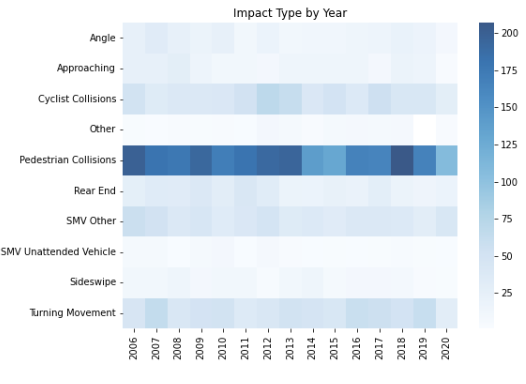 Impact Type by Year
Angle
Approaching
Cyclist Collisions
Other
Pedestrian Collisions
Rear End
SMV Other
SMV Unattended Vehicle
Sideswipe
Turning Movement
2006 2007 2008 2009 2010 2011 2012 2013 2014 2015 2016 2017 2018 2019 2020
200
175
150
125
100
75
50
25